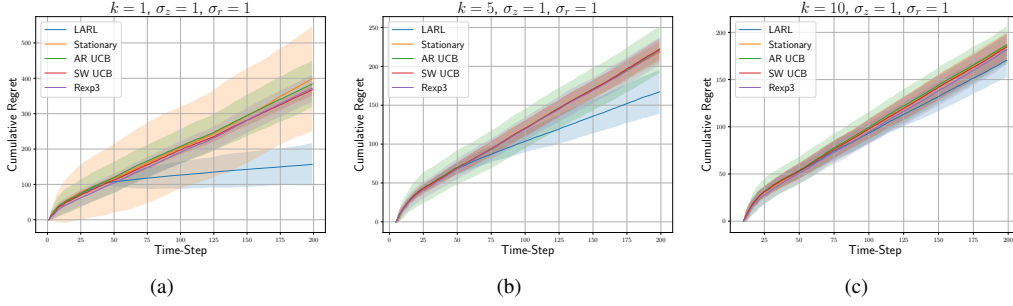 k = 1, σz = 1, σr = 1
LARL
Stationary
AR UCB
SW UCB
Rexp3
Cumulative Regret
500
400
300
200
100
0
0 25 50 75 100 125 150 175 200
Time-Step
(a)
k = 5, σz = 1, σr = 1
LARL
Stationary
AR UCB
SW UCB
Rexp3
Cumulative Regret
250
200
150
100
50
0
0 25 50 75 100 125 150 175 200
Time-Step
(b)
k = 10, σz = 1, σr = 1
LARL
Stationary
AR UCB
SW UCB
Rexp3
Cumulative Regret
200
150
100
50
0
25 50 75 100 125 150 175 200
Time-Step
(c)